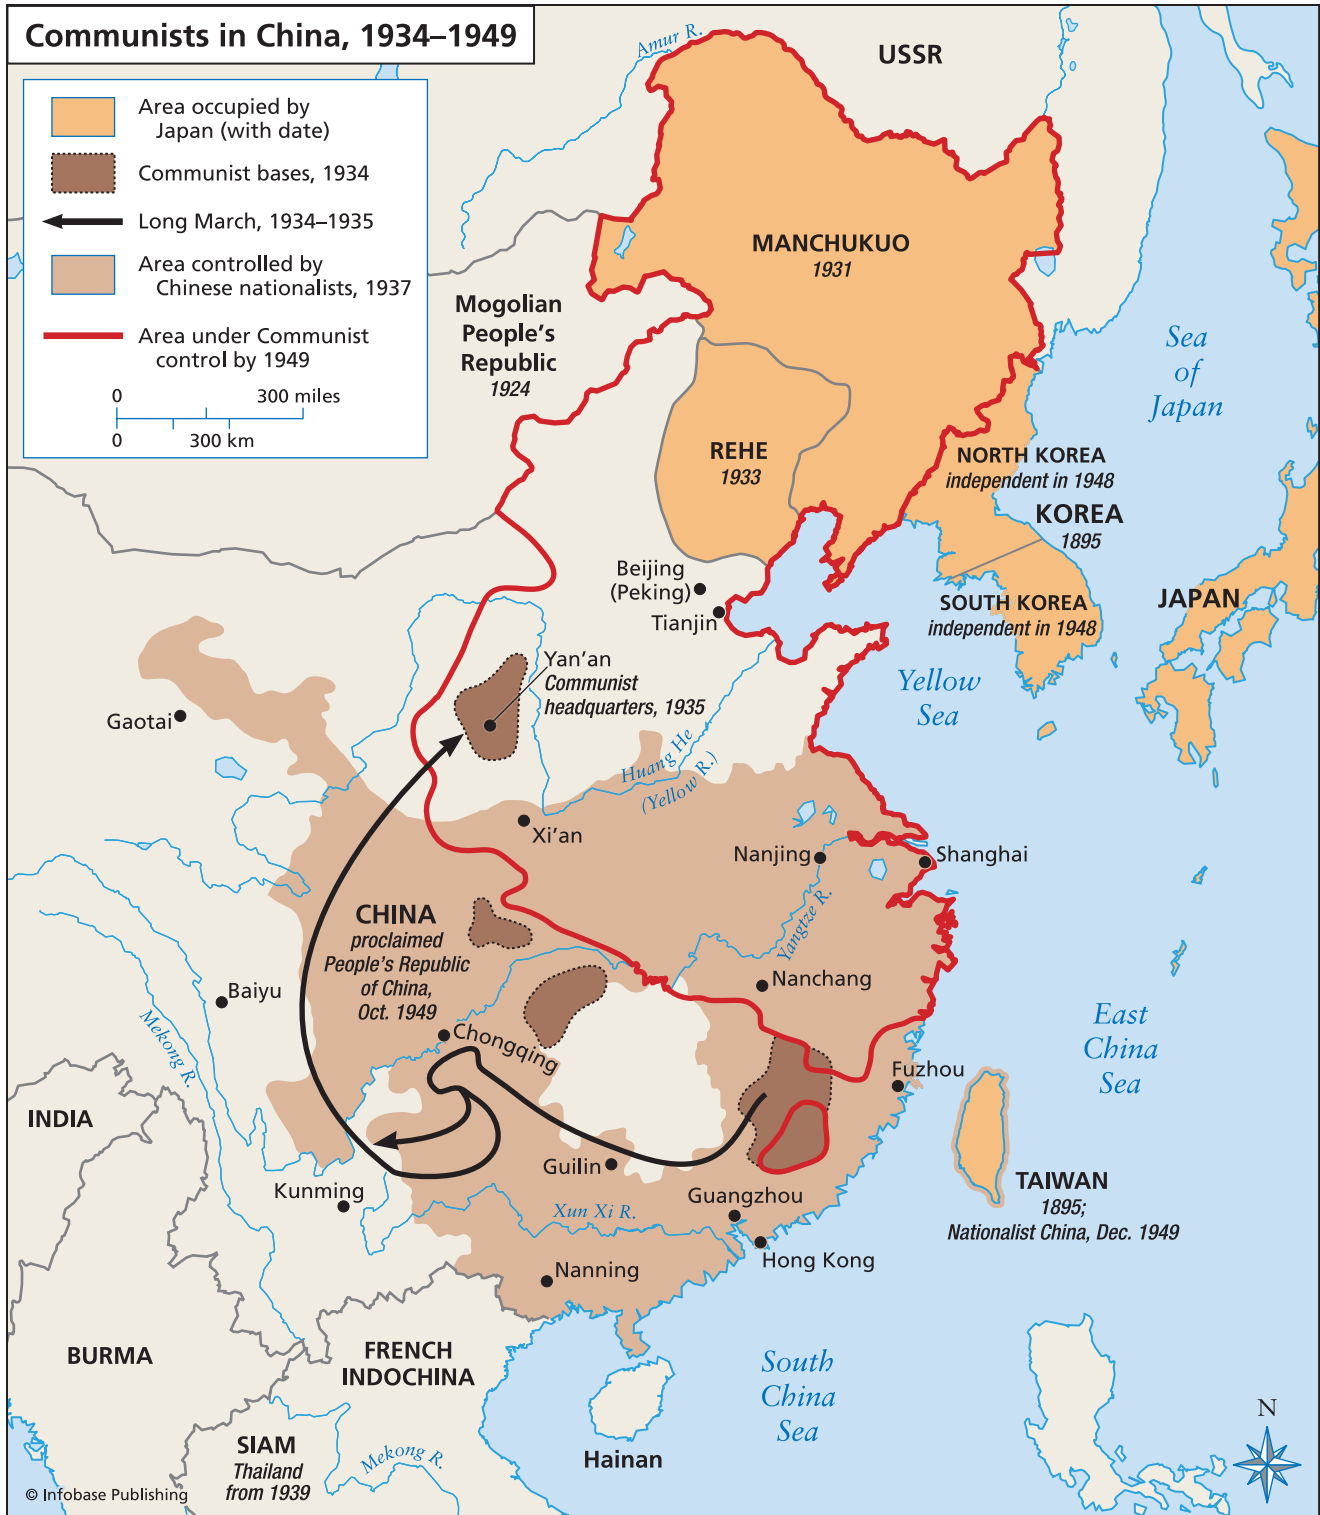 Communists in China, 1934–1949
Area occupied by
Japan (with date)
Communist bases, 1934
Long March, 1934–1935
Area controlled by
Chinese nationalists, 1937
Area under Communist
control by 1949
0 300 miles
0 300 km
Amur R.
USSR
MANCHUKUO
1931
Mogolian
People's
Republic
1924
Sea
of
Japan
REHE
1933
NORTH KOREA
independent in 1948
KOREA
1895
Beijing
(Peking)
Tianjin
SOUTH KOREA
independent in 1948
JAPAN
Yan'an
Communist
headquarters, 1935
Yellow
Sea
Gaotai
Huang He
(Yellow R.)
Xi'an
Nanjing
Shanghai
CHINA
proclaimed
People's Republic
of China,
Oct. 1949
Yangtze R.
Nanchang
Baiyu
Mekong R.
Chongqing
East
China
Sea
Fuzhou
INDIA
Guilin
Kunming
Guangzhou
Xun Xi R.
TAIWAN
1895;
Nationalist China, Dec. 1949
Hong Kong
Nanning
BURMA
FRENCH
INDOCHINA
South
China
Sea
Hainan
SIAM
Thailand
from 1939
Mekong R.
N
© Infobase Publishing